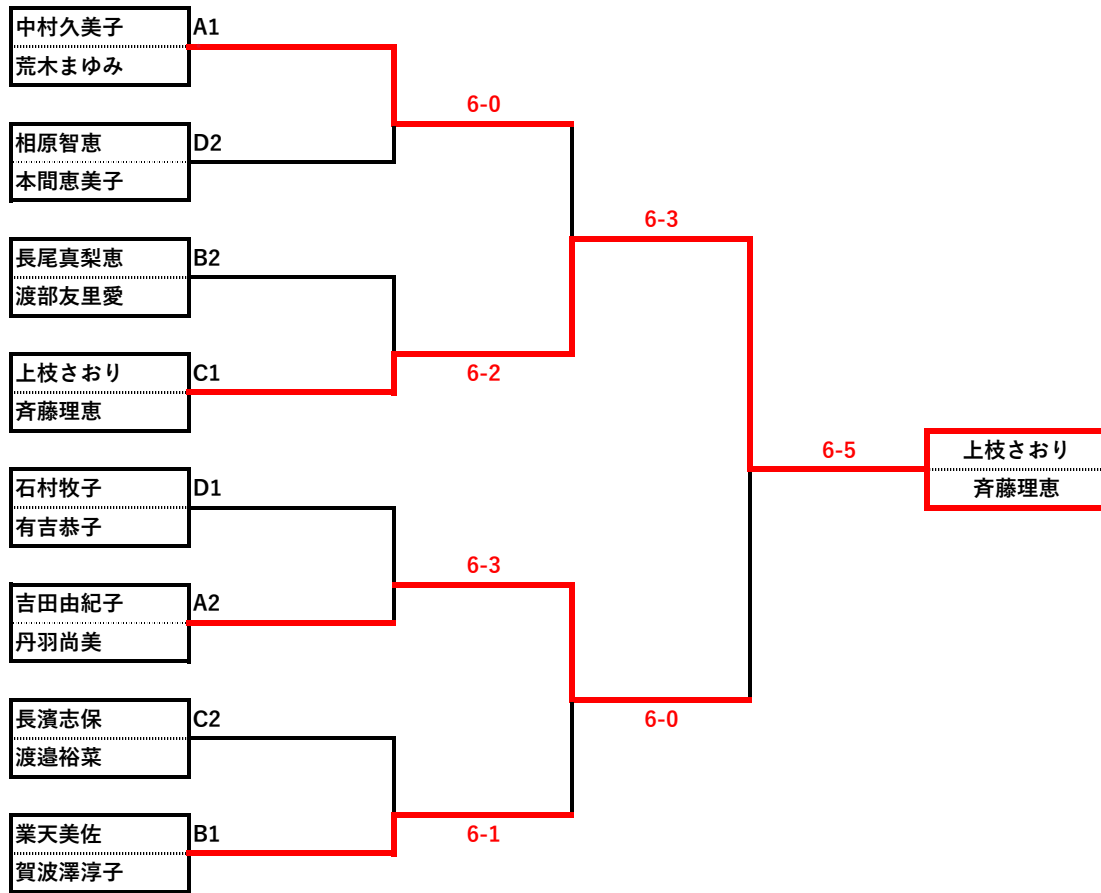 中村久美子 A1
荒木まゆみ
6-0
相原智恵 D2
本間恵美子
6-3
長尾真梨恵 B2
渡部友里愛
上枝さおり C1
6-2
斉藤理恵
6-5
上枝さおり
斉藤理恵
石村牧子 D1
有吉恭子
6-3
吉田由紀子 A2
丹羽尚美
長濱志保 C2
6-0
渡邉裕菜
業天美佐 B1
6-1
賀波澤淳子